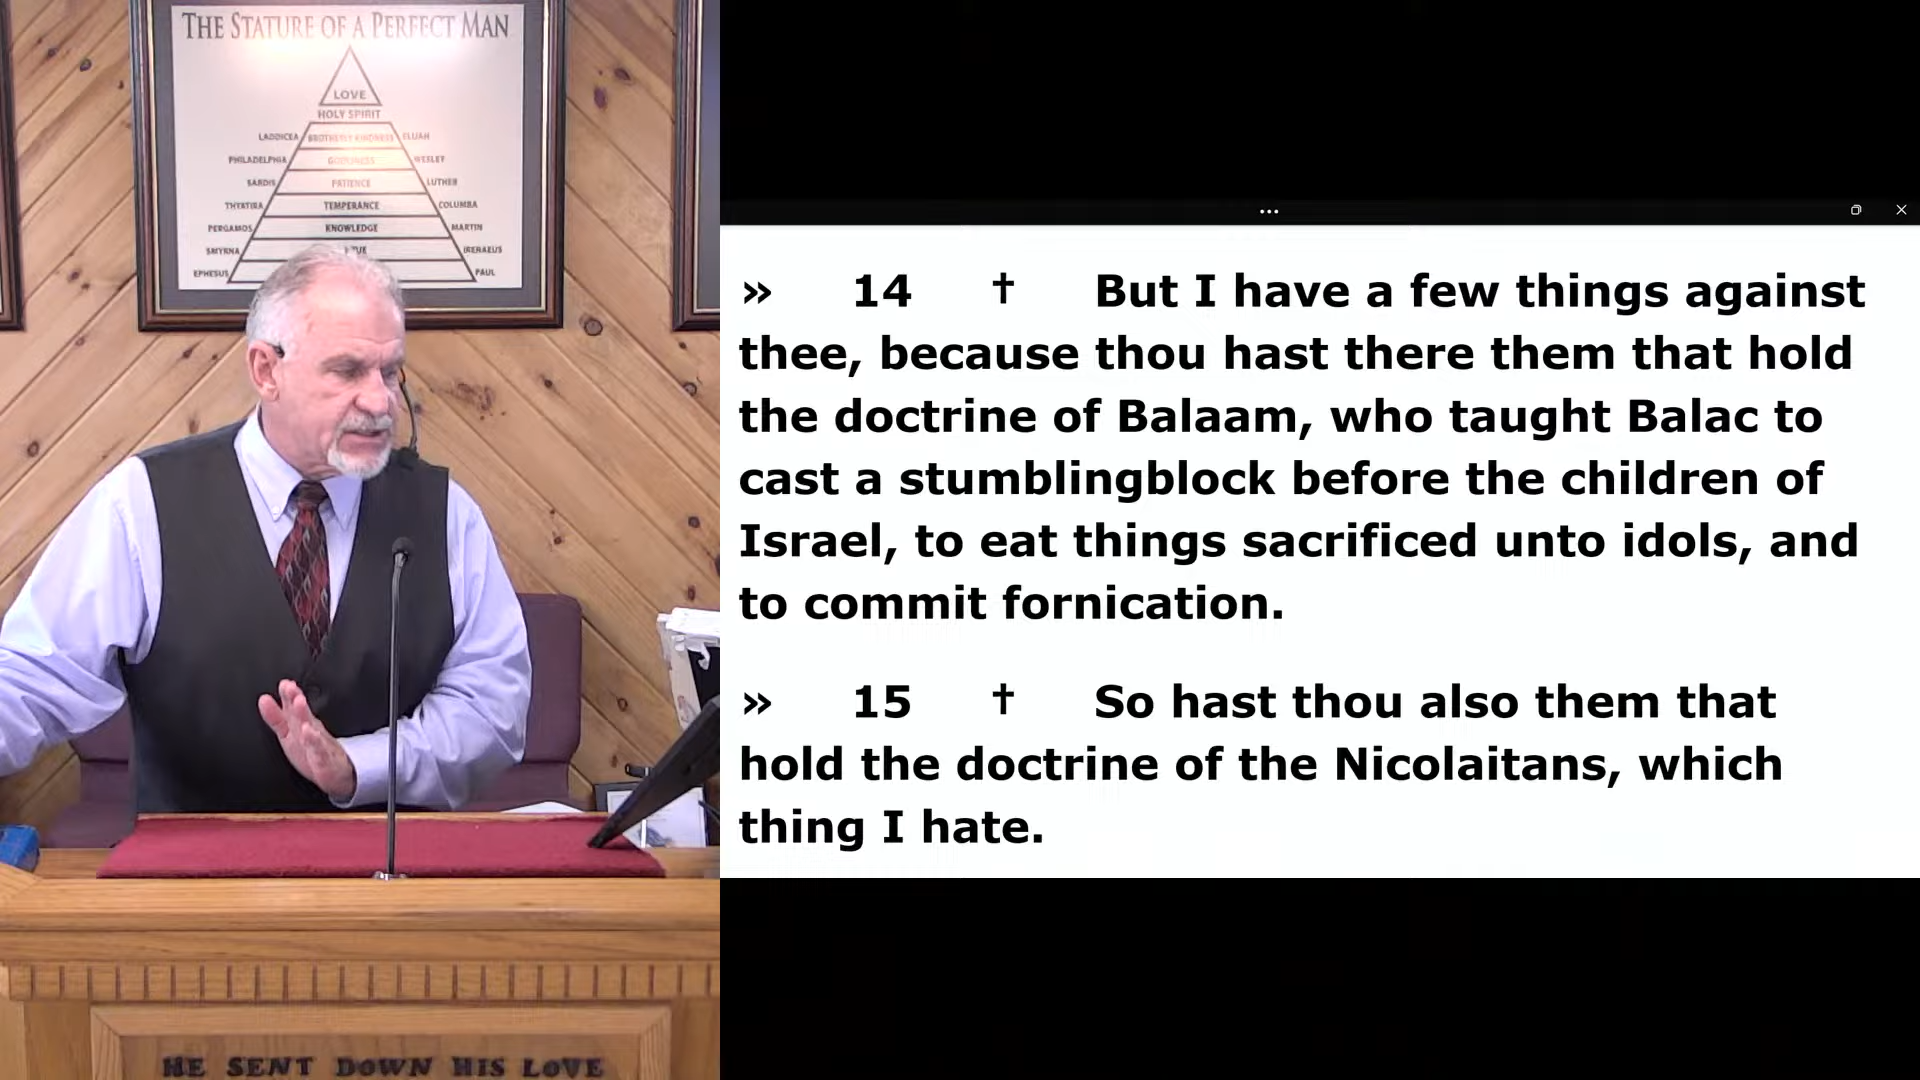 THE STATURE OF A PERFECT MAN
LOVE
HOLY SPIRIT
LAODICEA BROTHERLY KINDNESS ELIJAH
PHILADELPHIA GODLINESS WESLEY
SARDIS PATIENCE LUTHER
THYATIRA TEMPERANCE COLUMBA
PERGAMOS KNOWLEDGE MARTIN
SMYRNA IRENAEUS
EPHESUS PAUL
HE SENT DOWN HIS LOVE
» 14 † But I have a few things against
thee, because thou hast there them that hold
the doctrine of Balaam, who taught Balac to
cast a stumblingblock before the children of
Israel, to eat things sacrificed unto idols, and
to commit fornication.
» 15 † So hast thou also them that
hold the doctrine of the Nicolaitans, which
thing I hate.